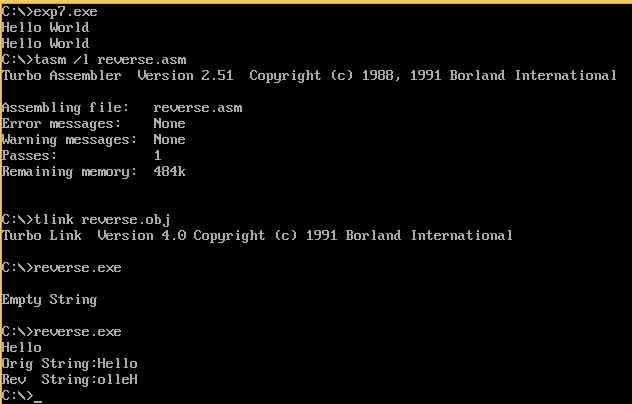 C:\>exp7.exe
Hello World
Hello World
C:\>tasm /l reverse.asm
Turbo Assembler  Version 2.51  Copyright (c) 1988, 1991 Borland International
Assembling file:   reverse.asm
Error messages:    None
Warning messages:  None
Passes:            1
Remaining memory:  484k
C:\>tlink reverse.obj
Turbo Link  Version 4.0 Copyright (c) 1991 Borland International
C:\>reverse.exe
Empty String
C:\>reverse.exe
Hello
Orig String:Hello
Rev  String:olleH
C:\>_